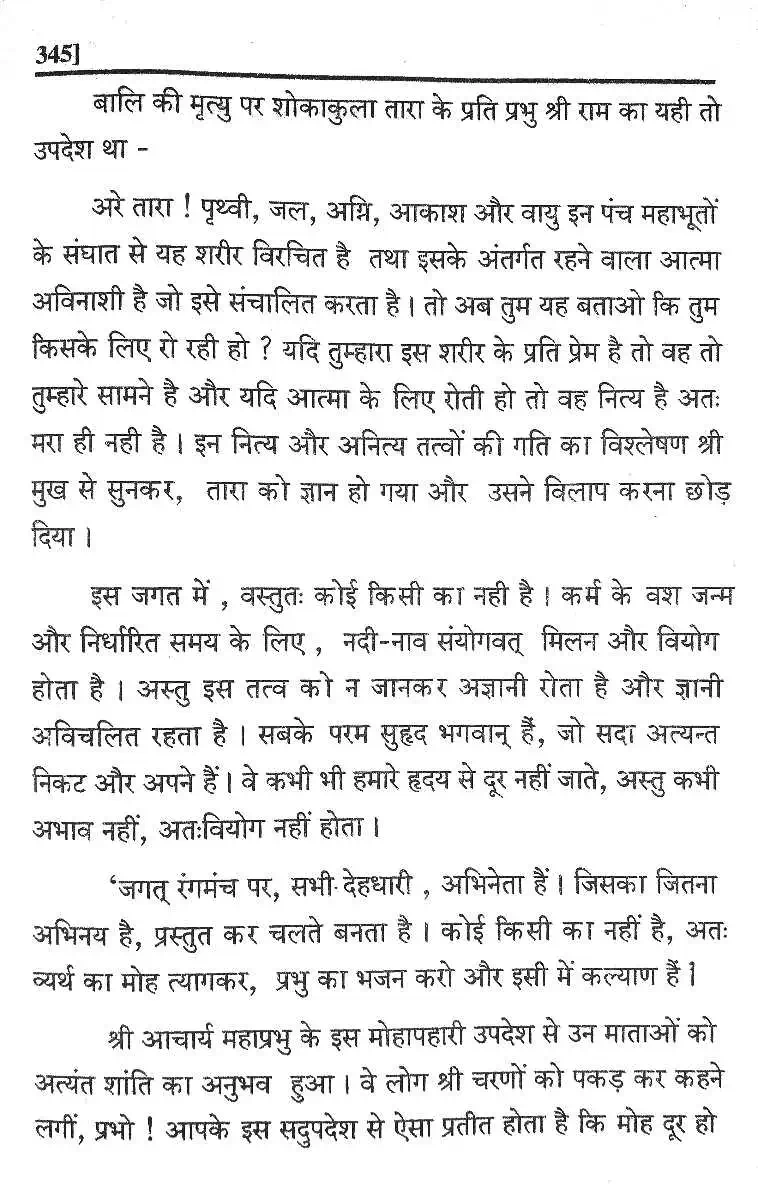 345]
बालि की मृत्यु पर शोकाकुला तारा के प्रति प्रभु श्री राम का यही तो
उपदेश था -
अरे तारा ! पृथ्वी, जल, अग्नि, आकाश और वायु इन पंच महाभूतों
के संघात से यह शरीर विरचित है तथा इसके अंतर्गत रहने वाला आत्मा
अविनाशी है जो इसे संचालित करता है। तो अब तुम यह बताओ कि तुम
किसके लिए रो रही हो ? यदि तुम्हारा इस शरीर के प्रति प्रेम है तो वह तो
तुम्हारे सामने है और यदि आत्मा के लिए रोती हो तो वह नित्य है अतः
मरा ही नही है। इन नित्य और अनित्य तत्वों की गति का विश्लेषण श्री
मुख से सुनकर, तारा को ज्ञान हो गया और उसने विलाप करना छोड़
दिया।
इस जगत में , वस्तुतः कोई किसी का नही है। कर्म के वश जन्म
और निर्धारित समय के लिए , नदी-नाव संयोगवत् मिलन और वियोग
होता है। अस्तु इस तत्व को न जानकर अज्ञानी रोता है और ज्ञानी
अविचलित रहता है। सबके परम सुहृद भगवान् हैं, जो सदा अत्यन्त
निकट और अपने हैं। वे कभी भी हमारे हृदय से दूर नहीं जाते, अस्तु कभी
अभाव नहीं, अतःवियोग नहीं होता।
‘जगत् रंगमंच पर, सभी देहधारी , अभिनेता हैं। जिसका जितना
अभिनय है, प्रस्तुत कर चलते बनता है। कोई किसी का नहीं है, अतः
व्यर्थ का मोह त्यागकर, प्रभु का भजन करो और इसी में कल्याण हैं।
श्री आचार्य महाप्रभु के इस मोहापहारी उपदेश से उन माताओं को
अत्यंत शांति का अनुभव हुआ। वे लोग श्री चरणों को पकड़ कर कहने
लगीं, प्रभो ! आपके इस सदुपदेश से ऐसा प्रतीत होता है कि मोह दूर हो